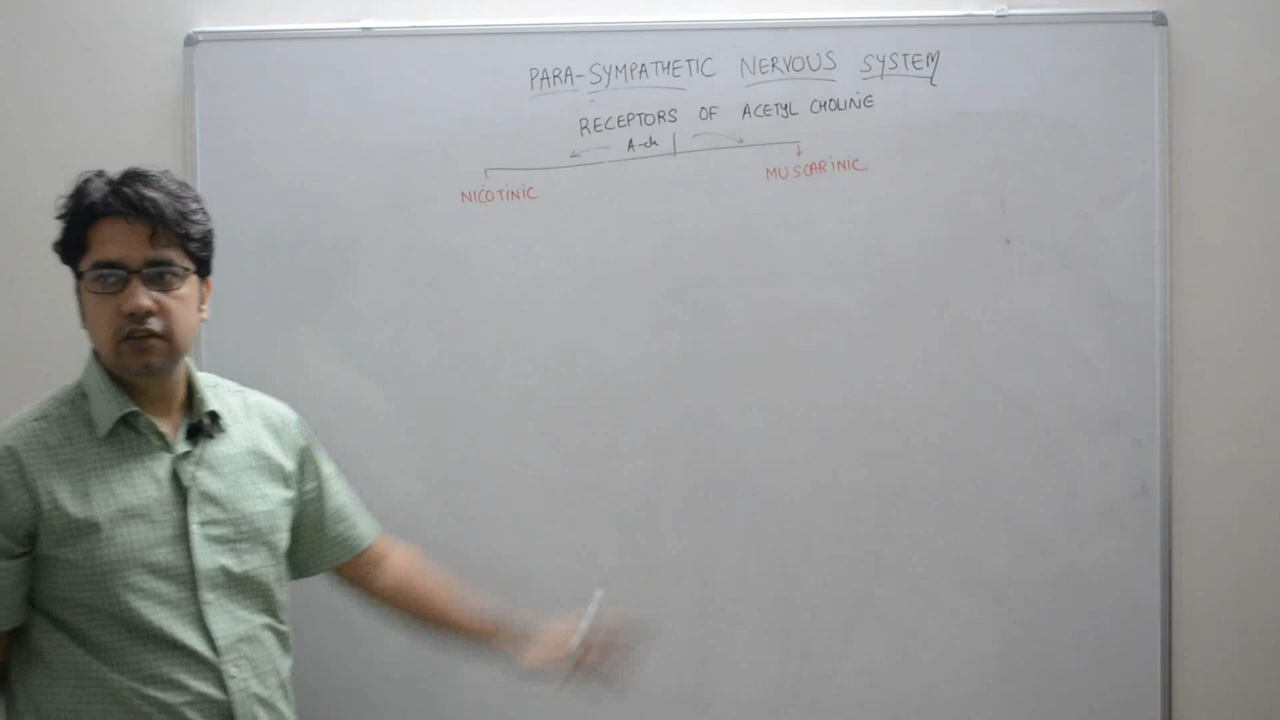 PARA-SYMPATHETIC NERVOUS SYSTEM
RECEPTORS OF ACETYL CHOLINE
A-ch
NICOTINIC MUSCARINIC